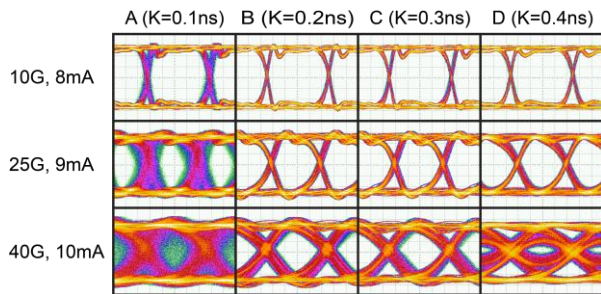 A (K=0.1ns) B (K=0.2ns) C (K=0.3ns) D (K=0.4ns)
10G, 8mA
25G, 9mA
40G, 10mA